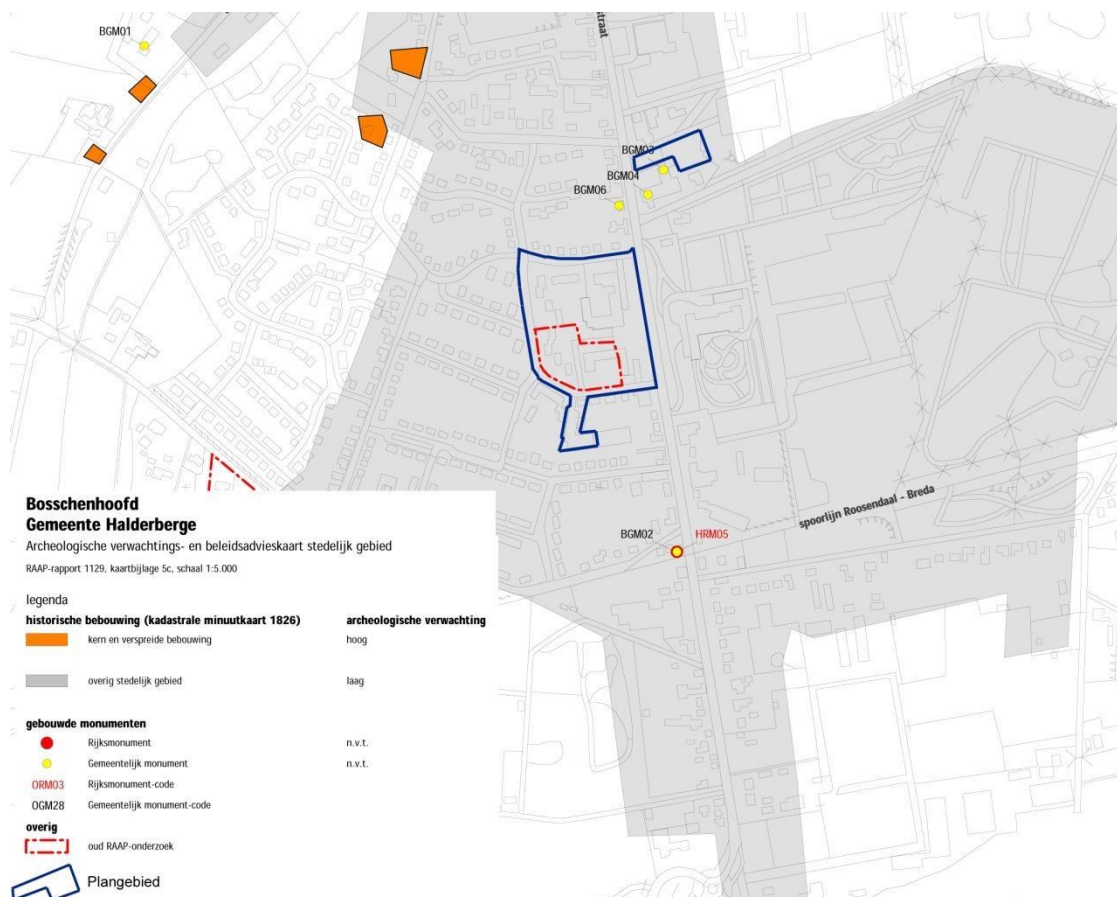 BGM01
straat
BGM03
BGM04
BGM06
spoorlijn Roosendaal - Breda
BGM02 HRM05
Bosschenhoofd
Gemeente Halderberge
Archeologische verwachtings- en beleidsadvieskaart stedelijk gebied
RAAP-rapport 1129, kaartbijlage 5c, schaal 1:5.000
legenda
historische bebouwing (kadastrale minuutkaart 1826) archeologische verwachting
kern en verspreide bebouwing hoog
overig stedelijk gebied laag
gebouwde monumenten
Rijksmonument n.v.t.
Gemeentelijk monument n.v.t.
ORM03 Rijksmonument-code
OGM28 Gemeentelijk monument-code
overig
oud RAAP-onderzoek
Plangebied